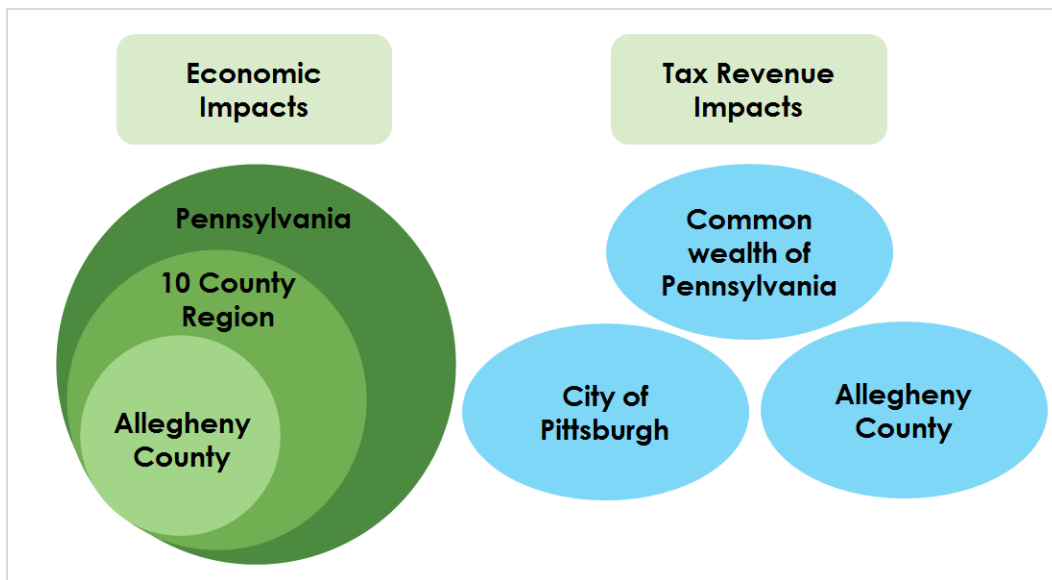 Economic
Impacts
Tax Revenue
Impacts
Pennsylvania
10 County
Region
Allegheny
County
Common
wealth of
Pennsylvania
City of
Pittsburgh
Allegheny
County